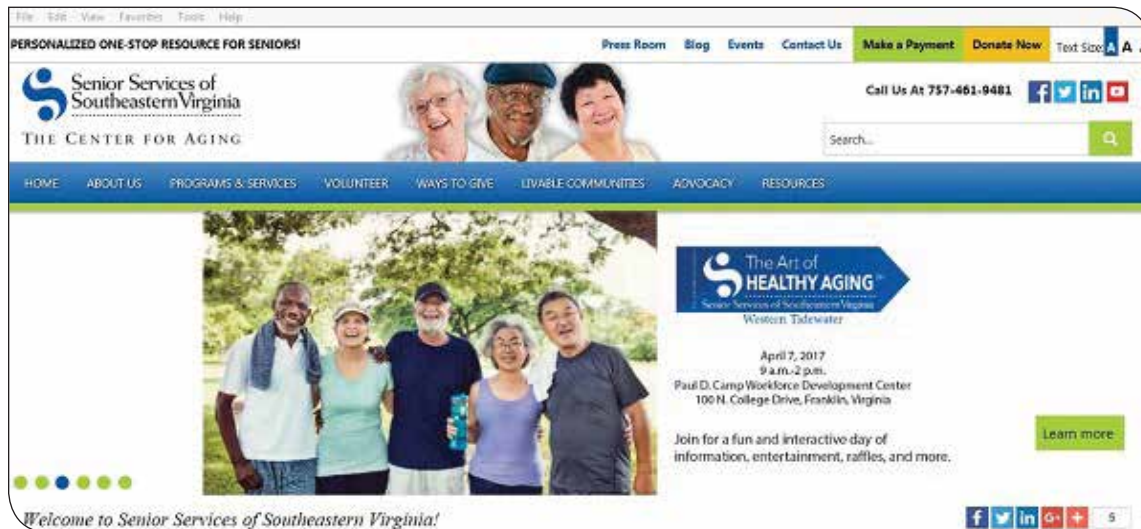 File Edit View Favorites Tools Help
PERSONALIZED ONE-STOP RESOURCE FOR SENIORS!
Press Room Blog Events Contact Us Make a Payment Donate Now Text Size: A A
Senior Services of
Southeastern Virginia
THE CENTER FOR AGING
Call Us At 757-461-9481
Search...
HOME ABOUT US PROGRAMS & SERVICES VOLUNTEER WAYS TO GIVE LIVABLE COMMUNITIES ADVOCACY RESOURCES
The Art of
HEALTHY AGING
Senior Services of Southeastern Virginia
Western Tidewater
April 7, 2017
9 a.m.-2 p.m.
Paul D. Camp Workforce Development Center
100 N. College Drive, Franklin, Virginia
Join for a fun and interactive day of
information, entertainment, raffles, and more.
Learn more
Welcome to Senior Services of Southeastern Virginia!
f in G+ + 5